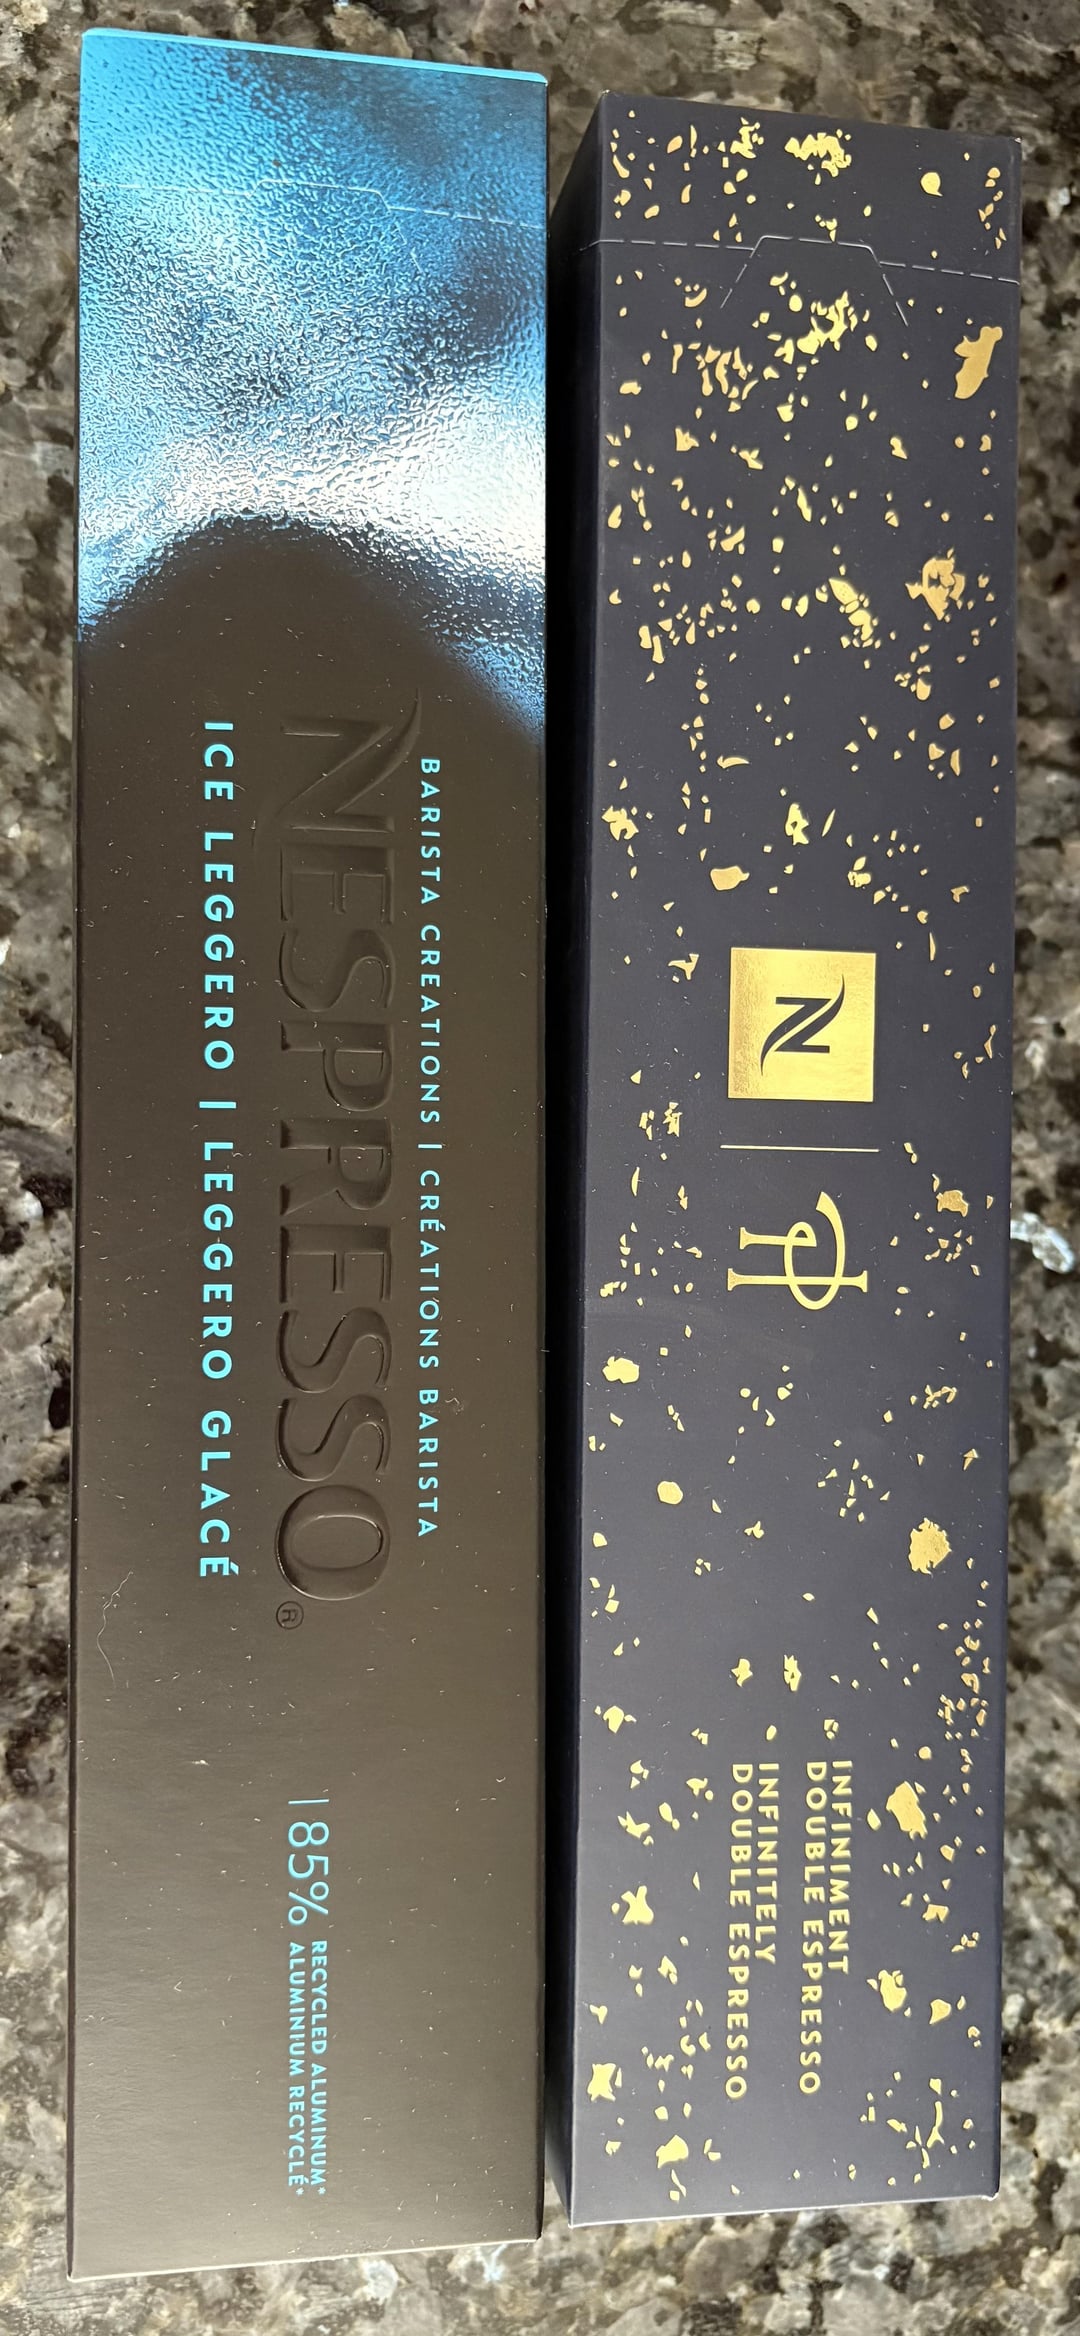 BARISTA CREATIONS | CRÉATIONS BARISTA
NESPRESSO®
ICE LEGGERO | LEGGERO GLACÉ
| 85% RECYCLED ALUMINUM*
ALUMINIUM RECYCLÉ*
N | PH
INFINIMENT
DOUBLE ESPRESSO
INFINITELY
DOUBLE ESPRESSO